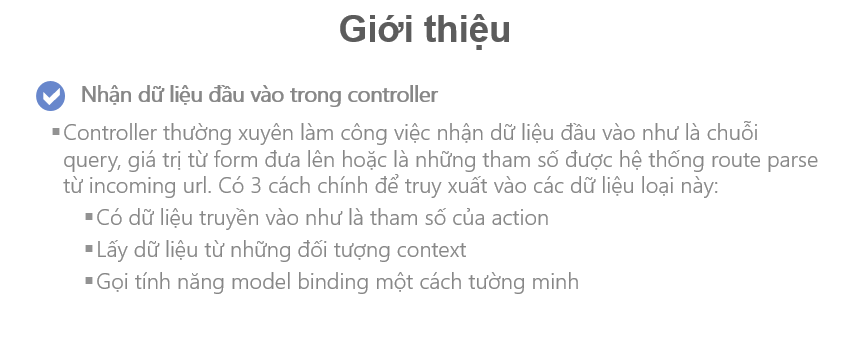 Giới thiệu
Nhận dữ liệu đầu vào trong controller
Controller thường xuyên làm công việc nhận dữ liệu đầu vào như là chuỗi
query, giá trị từ form đưa lên hoặc là những tham số được hệ thống route parse
từ incoming url. Có 3 cách chính để truy xuất vào các dữ liệu loại này:
Có dữ liệu truyền vào như là tham số của action
Lấy dữ liệu từ những đối tượng context
Gọi tính năng model binding một cách tường minh